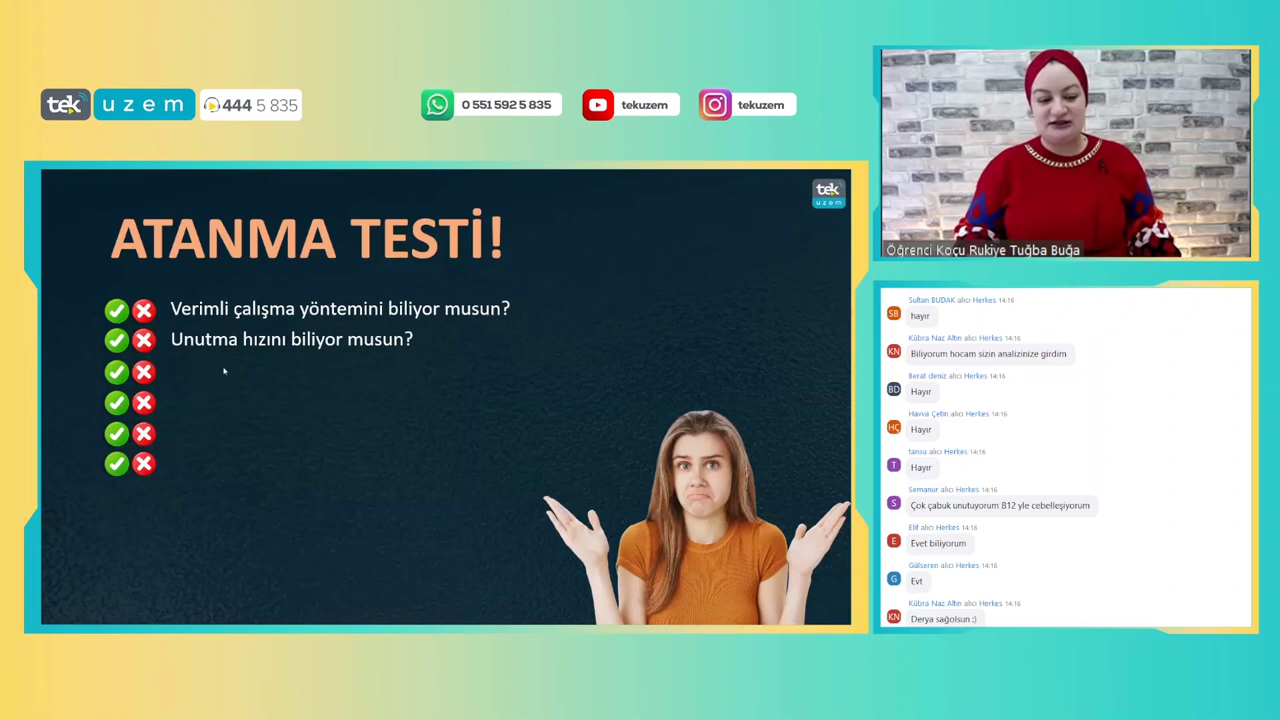 tek uzem 444 5 835
0 551 592 5 835
tekuzem
tekuzem
tek
uzem
ATANMA TESTİ!
Verimli çalışma yöntemini biliyor musun?
Unutma hızını biliyor musun?
Öğrenci Koçu Rukiye Tuğba Buğa
Sultan BUDAK alıcı Herkes 14:16
SB
hayır
Kübra Naz Altın alıcı Herkes 14:16
KN
Biliyorum hocam sizin analizinize girdim
Berat deniz alıcı Herkes 14:16
BD
Hayır
Havva Çetin alıcı Herkes 14:16
HÇ
Hayır
tansu alıcı Herkes 14:16
T
Hayır
Semanur alıcı Herkes 14:16
S
Çok çabuk unutuyorum B12 yle cebelleşiyorum
Elif alıcı Herkes 14:16
E
Evet biliyorum
Gülseren alıcı Herkes 14:16
G
Evt
Kübra Naz Altın alıcı Herkes 14:16
KN
Derya sağolsun :)